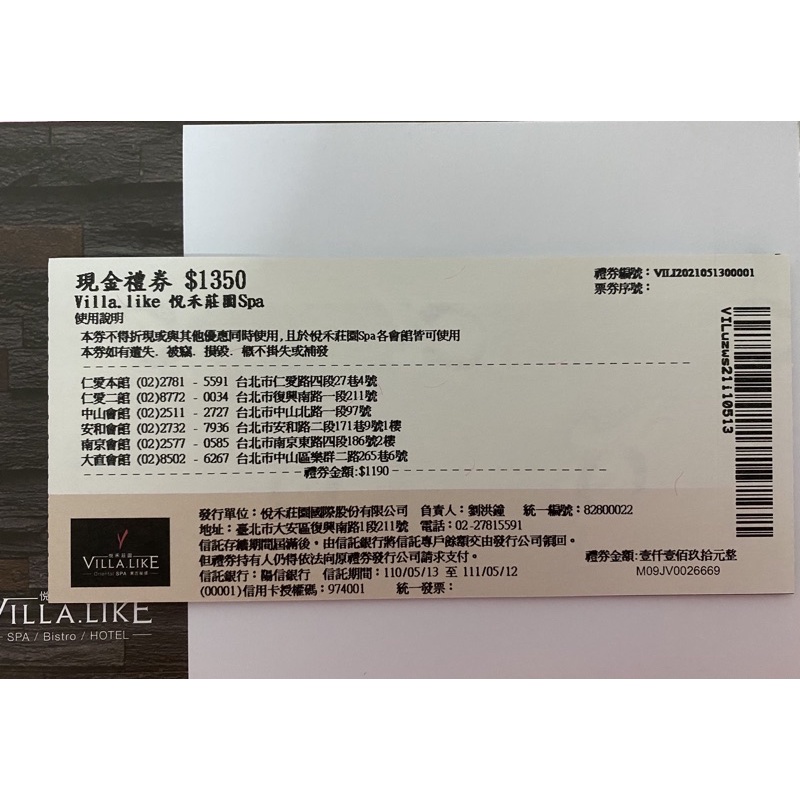 現金禮券 $1350
Villa.like 悅禾莊園Spa
使用說明
本券不得折現或與其他優惠同時使用,且於悅禾莊園Spa各會館皆可使用
本券如有遺失、被竊、損毀、概不掛失或補發
禮券編號：VILI2021051300001
票券序號：
仁愛本館 (02)2781 - 5591 台北市仁愛路四段27巷4號
仁愛二館 (02)8772 - 0034 台北市復興南路一段211號
中山會館 (02)2511 - 2727 台北市中山北路一段97號
安和會館 (02)2732 - 7936 台北市安和路二段171巷9號1樓
南京會館 (02)2577 - 0585 台北市南京東路四段186號2樓
大直會館 (02)8502 - 6267 台北市中山區樂群二路265巷6號
禮券金額:$1190
VILuzws21110513
悅禾莊園
VILLA.LIKE
Oriental SPA
發行單位：悅禾莊園國際股份有限公司 負責人：劉洪鐘 統一編號：82800022
地址：臺北市大安區復興南路1段211號 電話：02-27815591
信託存續期間屆滿後。由信託銀行將信託專戶餘額交由發行公司領回。
但禮券持有人仍得依法向原禮券發行公司請求支付。
信託銀行：陽信銀行 信託期間：110/05/13 至 111/05/12
(00001)信用卡授權碼：974001 統一發票：
禮券金額:壹仟壹佰玖拾元整
M09JV0026669
悅
VILLA.LIKE
SPA / Bistro / HOTEL